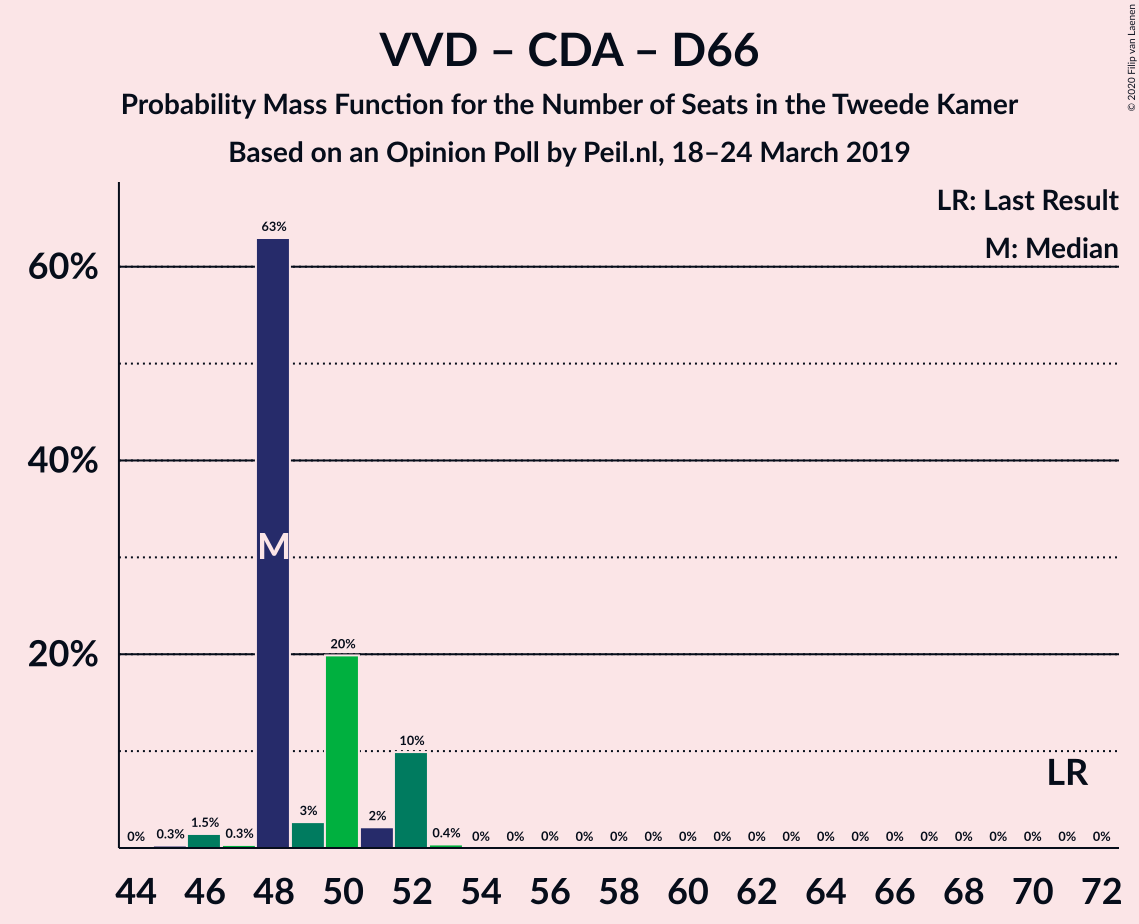 VVD – CDA – D66
Probability Mass Function for the Number of Seats in the Tweede Kamer
Based on an Opinion Poll by Peil.nl, 18–24 March 2019
© 2020 Filip van Laenen
LR: Last Result
M: Median
60%
40%
20%
0% 0.3% 1.5% 0.3% 63% 3% 20% 2% 10% 0.4% 0% 0% 0% 0% 0% 0% 0% 0% 0% 0% 0% 0% 0% 0% 0% 0% 0% 0% 0%
M
LR
44 46 48 50 52 54 56 58 60 62 64 66 68 70 72